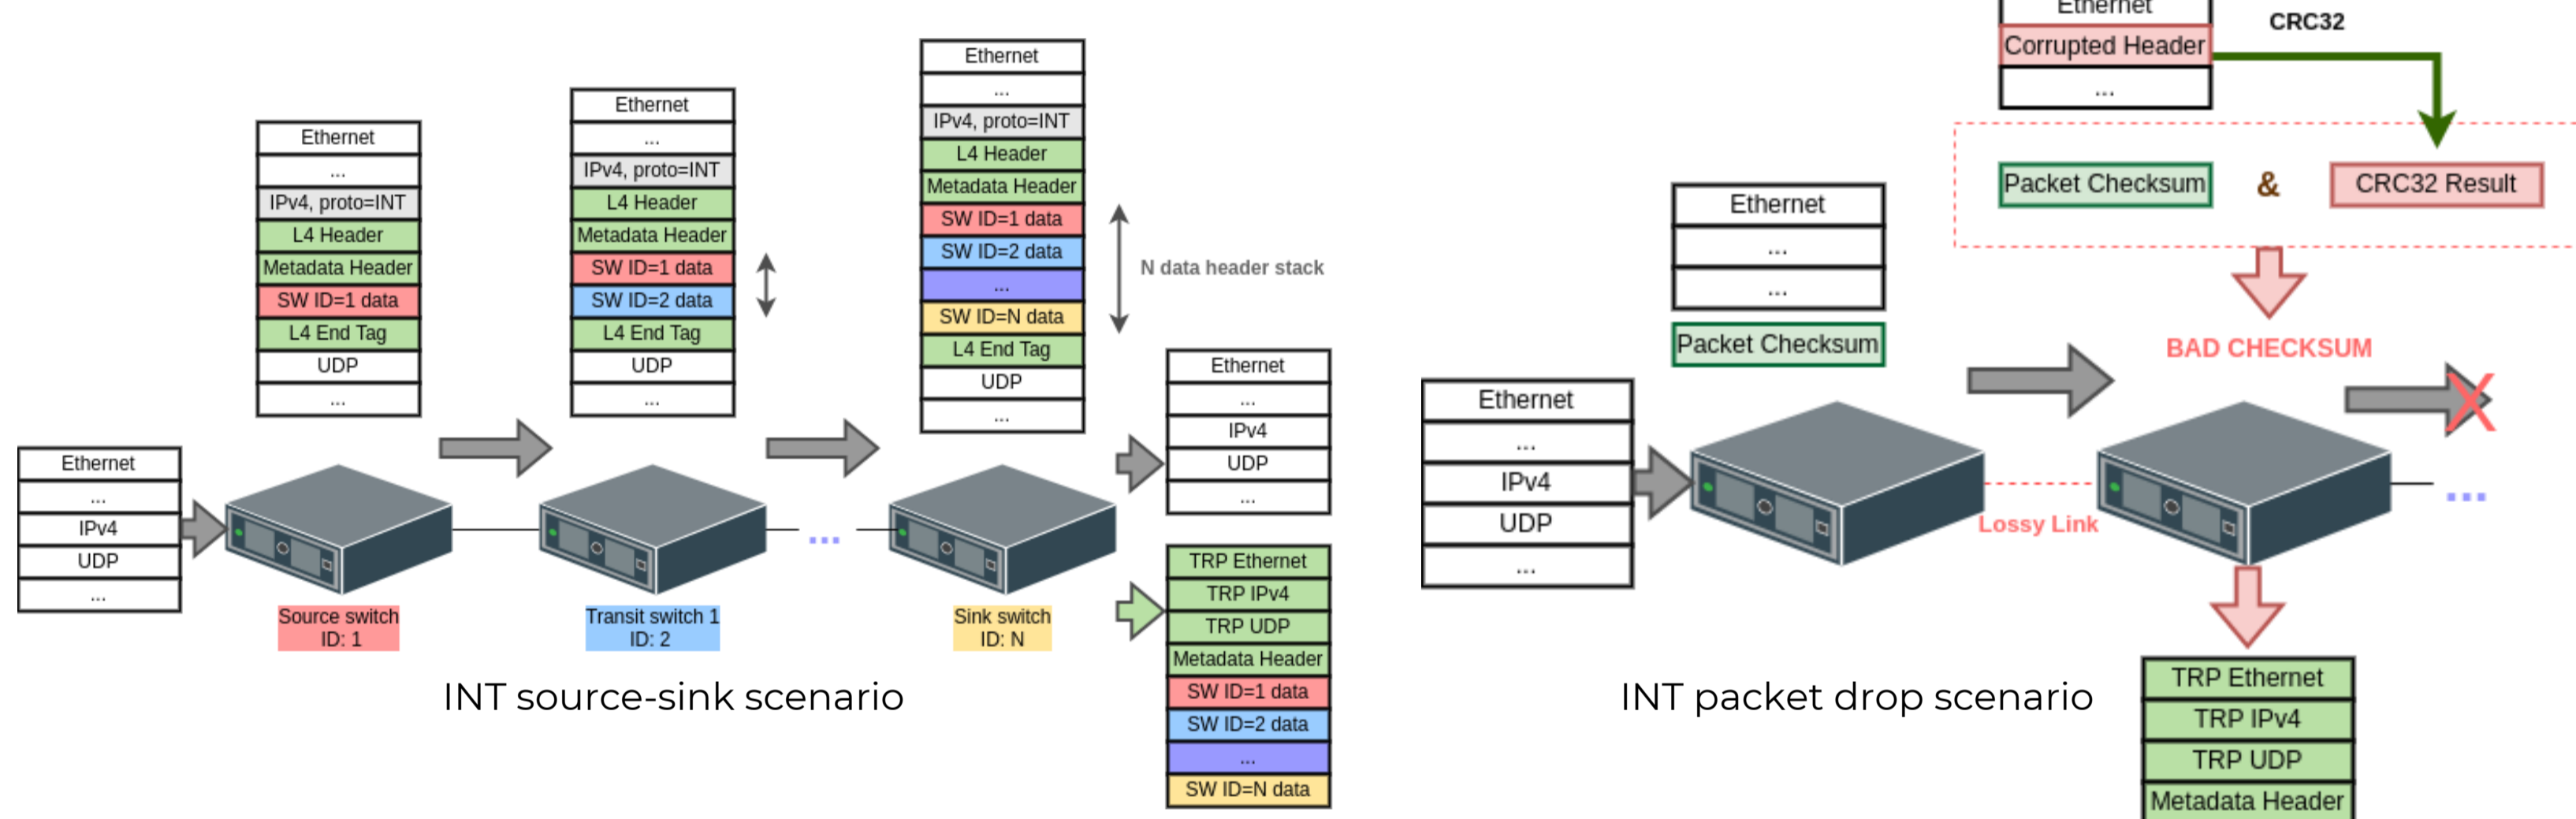 Ethernet
...
IPv4
UDP
...
Ethernet
...
IPv4, proto=INT
L4 Header
Metadata Header
SW ID=1 data
L4 End Tag
UDP
...
Ethernet
...
IPv4, proto=INT
L4 Header
Metadata Header
SW ID=1 data
SW ID=2 data
L4 End Tag
UDP
...
Ethernet
...
IPv4, proto=INT
L4 Header
Metadata Header
SW ID=1 data
SW ID=2 data
...
SW ID=N data
L4 End Tag
UDP
...
N data header stack
Ethernet
...
IPv4
UDP
...
TRP Ethernet
TRP IPv4
TRP UDP
Metadata Header
SW ID=1 data
SW ID=2 data
...
SW ID=N data
...
Source switch
ID: 1
Transit switch 1
ID: 2
Sink switch
ID: N
INT source-sink scenario
Ethernet
...
IPv4
UDP
...
Ethernet
...
...
Packet Checksum
Ethernet
Corrupted Header
...
CRC32
Packet Checksum
&
CRC32 Result
BAD CHECKSUM
X
Lossy Link
...
TRP Ethernet
TRP IPv4
TRP UDP
Metadata Header
INT packet drop scenario